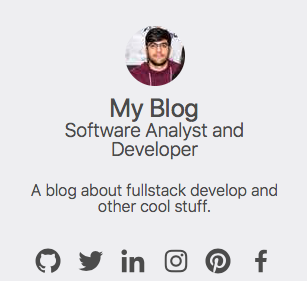 My Blog
Software Analyst and
Developer
A blog about fullstack develop and
other cool stuff.